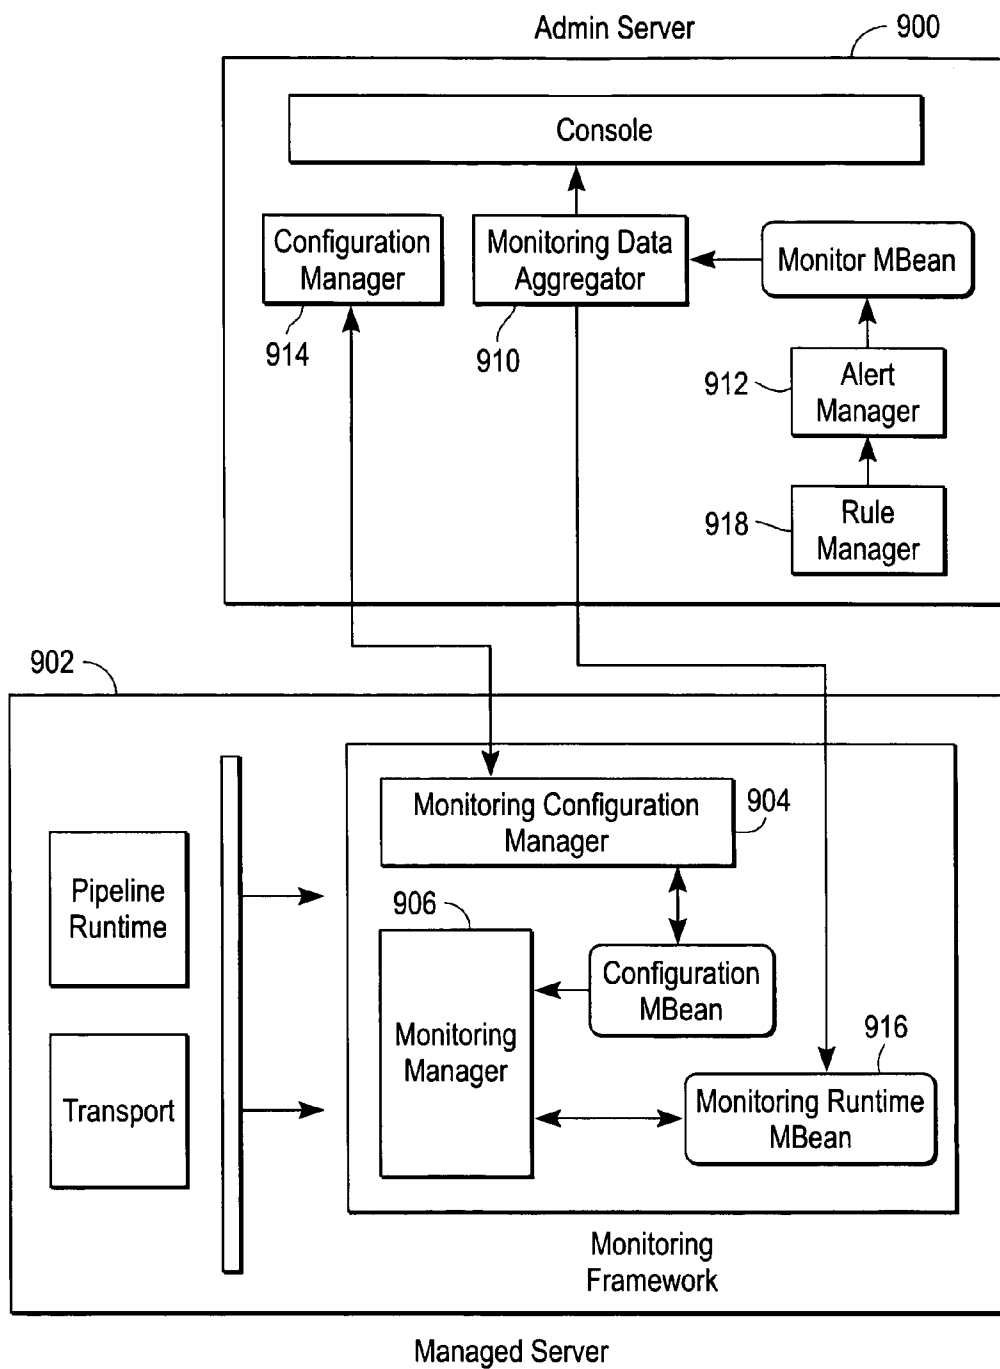 Admin Server
900
Console
Configuration
Manager
914
Monitoring Data
Aggregator
910
Monitor MBean
912
Alert
Manager
918
Rule
Manager
902
Pipeline
Runtime
Transport
Monitoring Configuration
Manager
904
906
Monitoring
Manager
Configuration
MBean
916
Monitoring Runtime
MBean
Monitoring
Framework
Managed Server